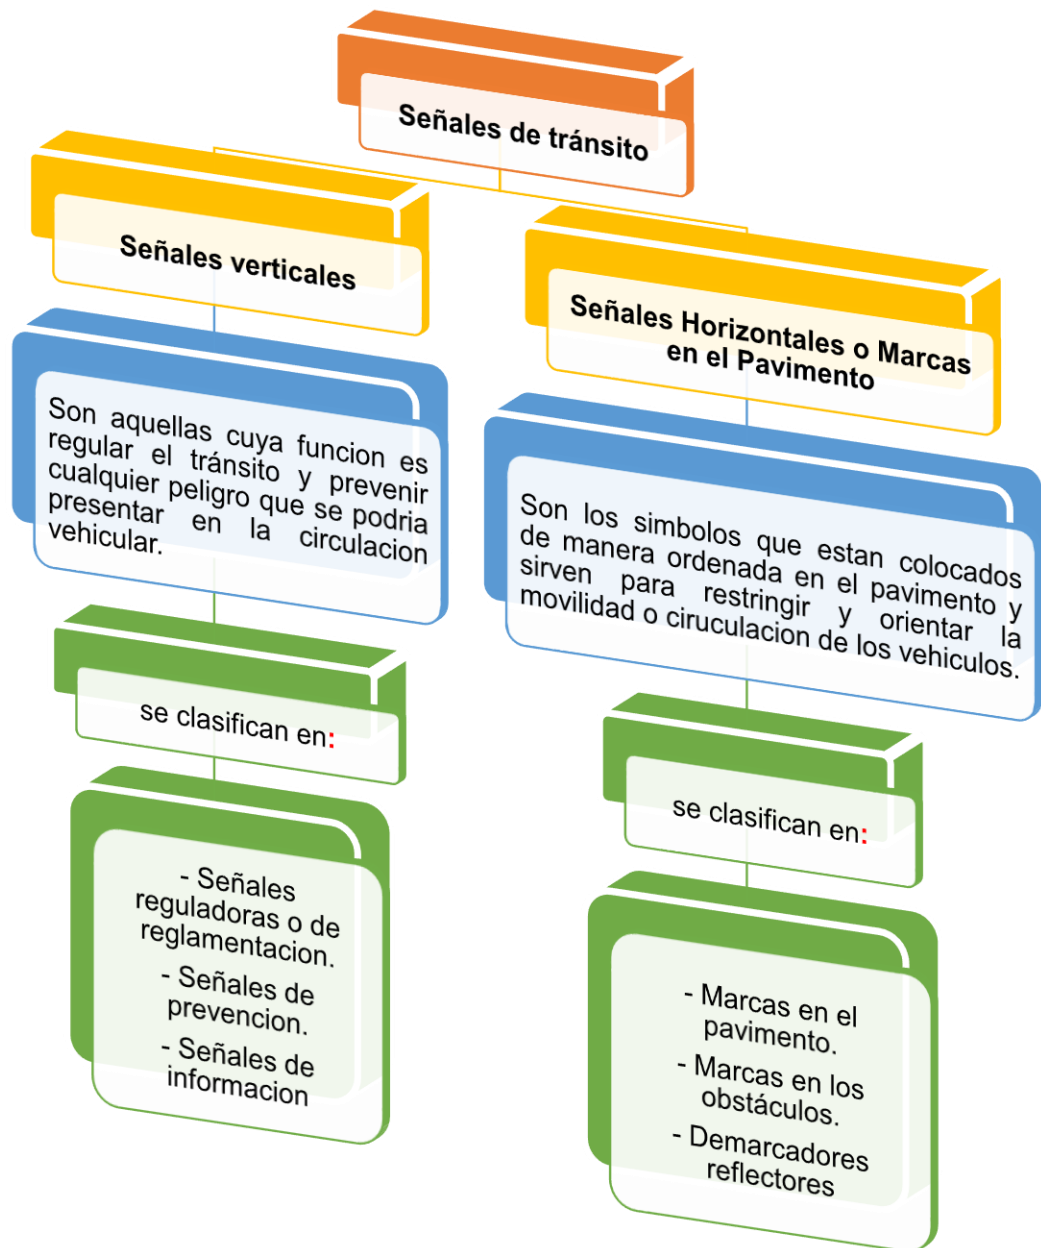 Señales de tránsito
Señales verticales
Son aquellas cuya funcion es
regular el tránsito y prevenir
cualquier peligro que se podria
presentar en la circulacion
vehicular.
se clasifican en:
- Señales
reguladoras o de
reglamentacion.
- Señales de
prevencion.
- Señales de
informacion
Señales Horizontales o Marcas
en el Pavimento
Son los simbolos que estan colocados
de manera ordenada en el pavimento y
sirven para restringir y orientar la
movilidad o ciruculacion de los vehiculos.
se clasifican en:
- Marcas en el
pavimento.
- Marcas en los
obstáculos.
- Demarcadores
reflectores